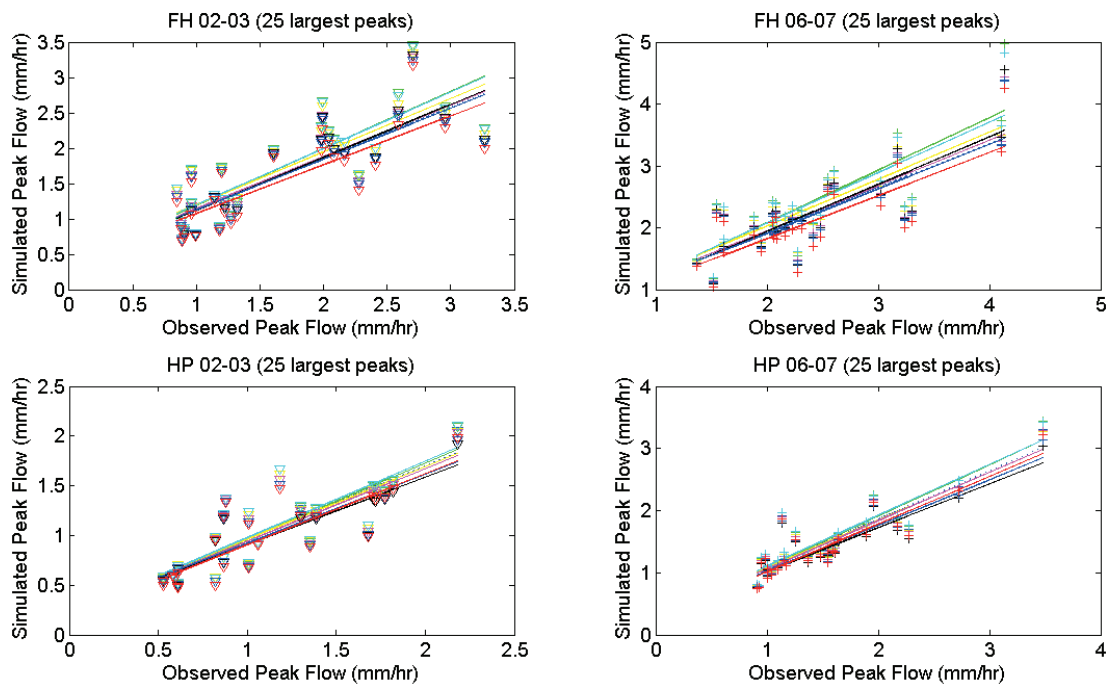 FH 02-03 (25 largest peaks)
Simulated Peak Flow (mm/hr)
3.5
3
2.5
2
1.5
1
0.5
0
0 0.5 1 1.5 2 2.5 3 3.5
Observed Peak Flow (mm/hr)
FH 06-07 (25 largest peaks)
Simulated Peak Flow (mm/hr)
5
4
3
2
1
1 2 3 4 5
Observed Peak Flow (mm/hr)
HP 02-03 (25 largest peaks)
Simulated Peak Flow (mm/hr)
2.5
2
1.5
1
0.5
0
0 0.5 1 1.5 2 2.5
Observed Peak Flow (mm/hr)
HP 06-07 (25 largest peaks)
Simulated Peak Flow (mm/hr)
4
3
2
1
0
0 1 2 3 4
Observed Peak Flow (mm/hr)